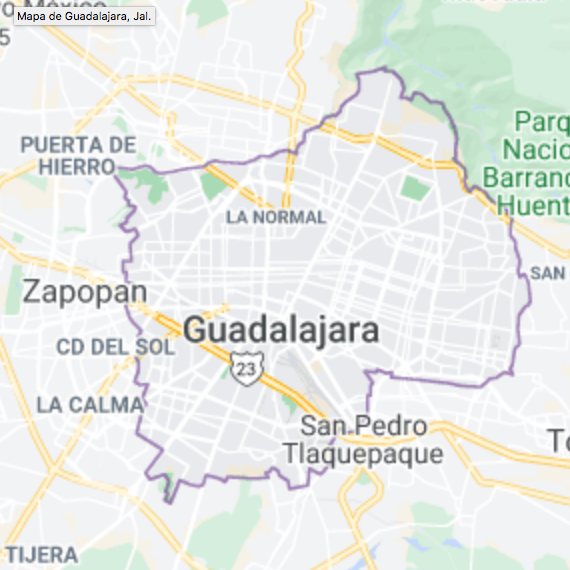 México
Mapa de Guadalajara, Jal.
5
PUERTA DE
HIERRO
Parq
Nacio
Barranc
Huent
LA NORMAL
SAN
Zapopan
Guadalajara
CD DEL SOL
23
LA CALMA
San Pedro
Tlaquepaque
To
TIJERA